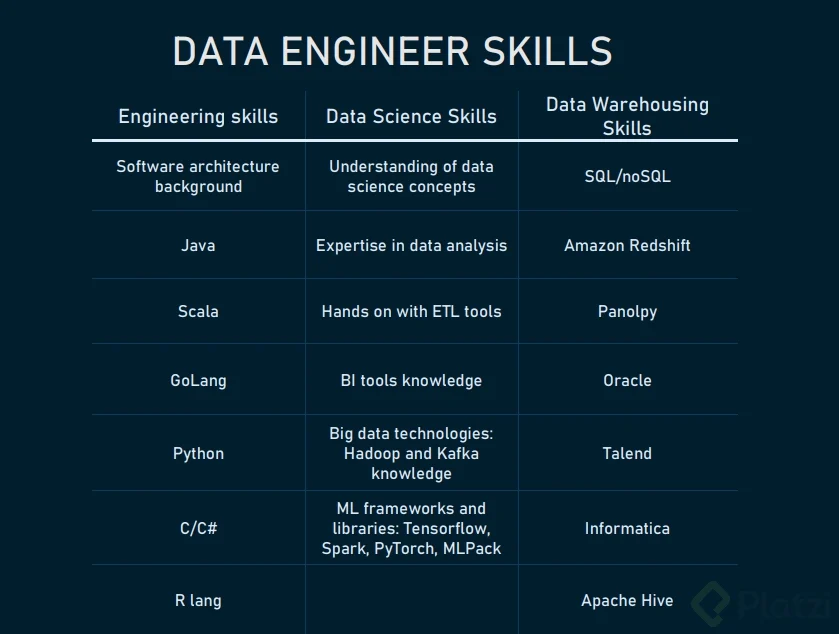 DATA ENGINEER SKILLS
Engineering skills
Data Science Skills
Data Warehousing
Skills
Software architecture
background
Understanding of data
science concepts
SQL/noSQL
Java
Expertise in data analysis
Amazon Redshift
Scala
Hands on with ETL tools
Panolpy
GoLang
BI tools knowledge
Oracle
Python
Big data technologies:
Hadoop and Kafka
knowledge
Talend
C/C#
ML frameworks and
libraries: Tensorflow,
Spark, PyTorch, MLPack
Informatica
R lang
Apache Hive
Platzi